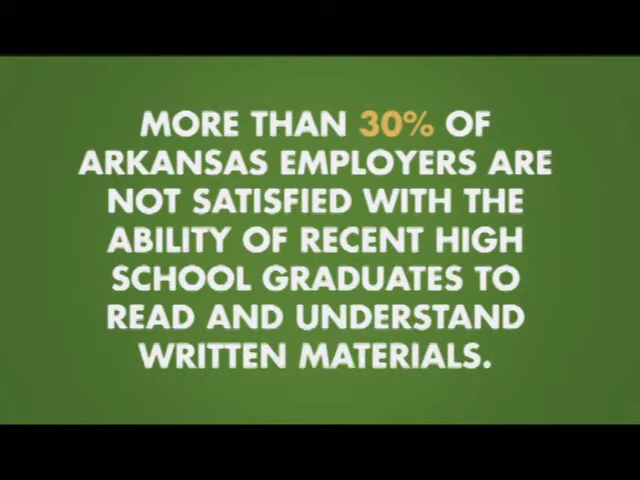 MORE THAN 30% OF
ARKANSAS EMPLOYERS ARE
NOT SATISFIED WITH THE
ABILITY OF RECENT HIGH
SCHOOL GRADUATES TO
READ AND UNDERSTAND
WRITTEN MATERIALS.